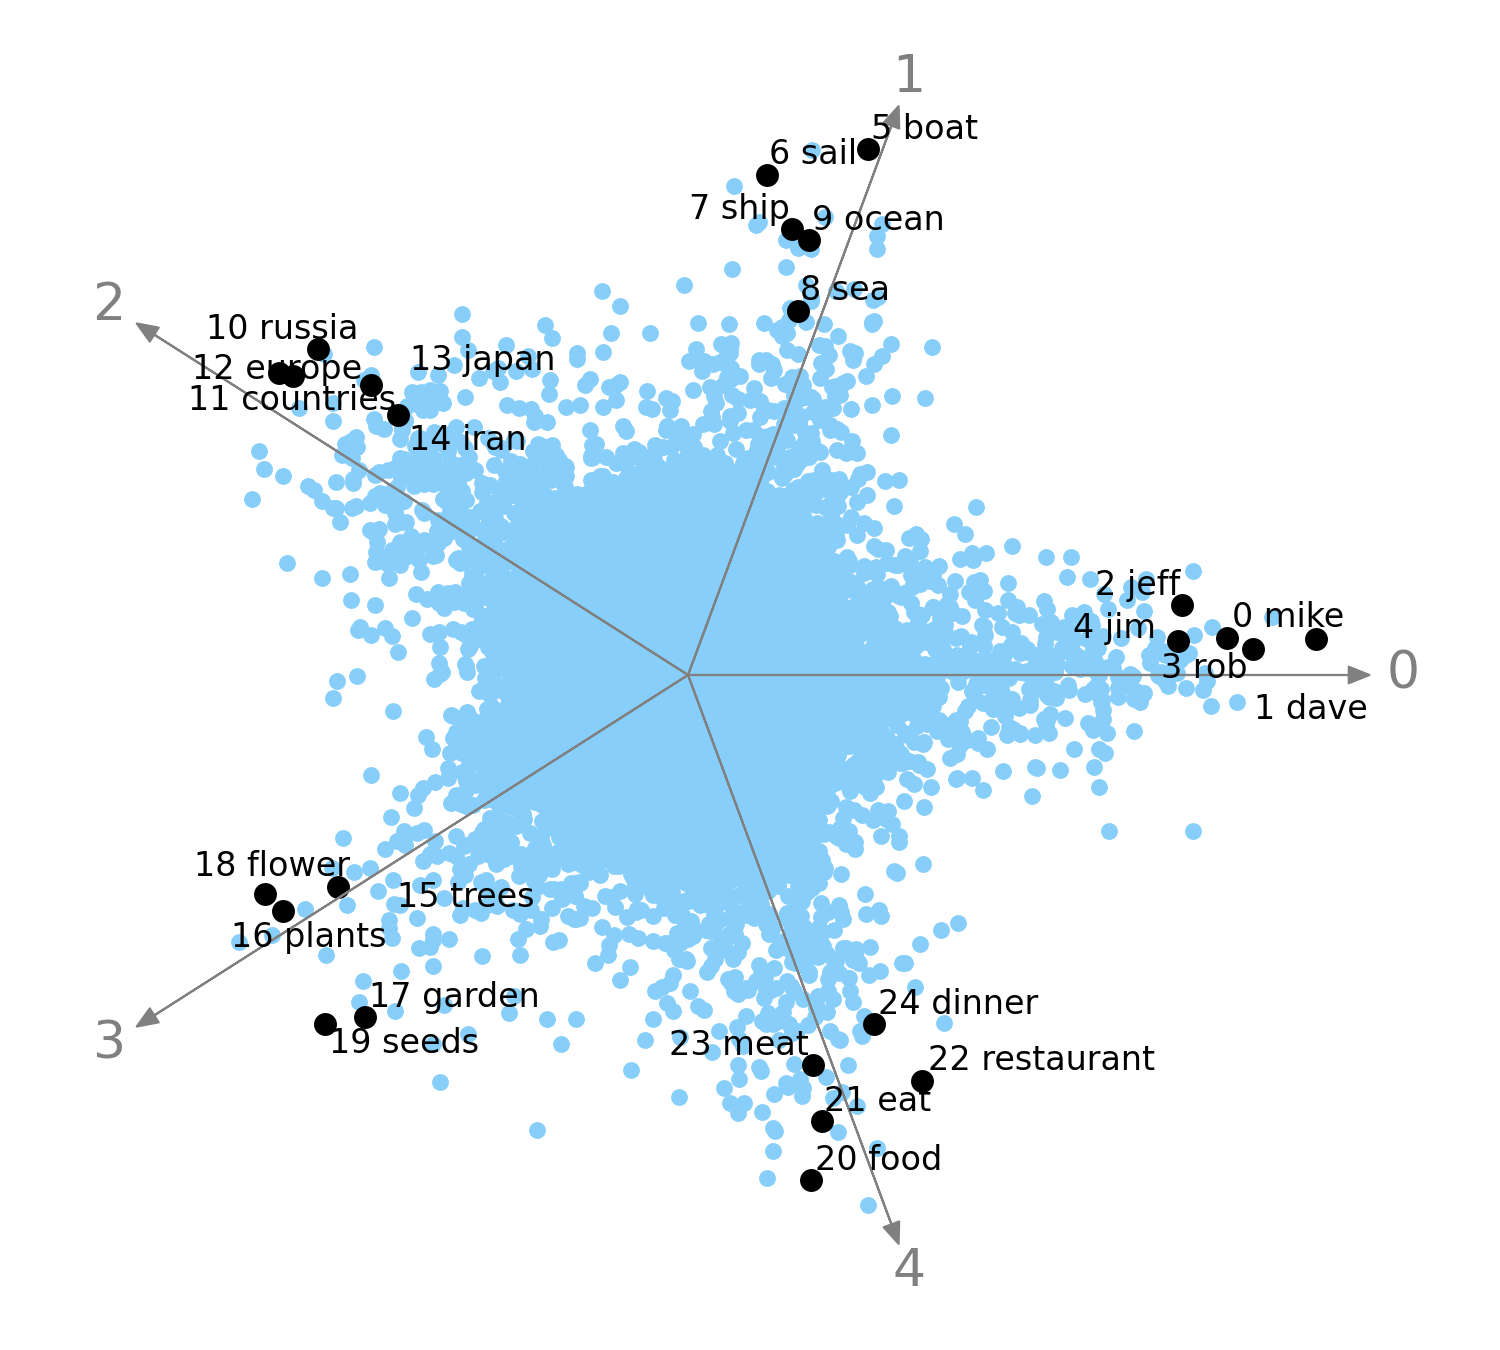 1
5 boat
6 sail
7 ship
9 ocean
8 sea
2
10 russia
13 japan
12 europe
11 countries
14 iran
2 jeff
0 mike
4 jim
3 rob
0
1 dave
18 flower
15 trees
16 plants
17 garden
24 dinner
3
19 seeds
23 meat
22 restaurant
21 eat
20 food
4